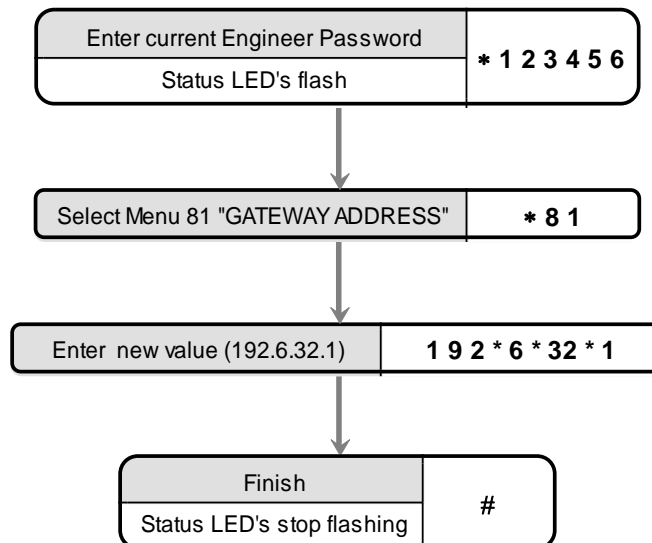 Enter current Engineer Password
* 1 2 3 4 5 6
Status LED's flash
Select Menu 81 "GATEWAY ADDRESS"
* 8 1
Enter new value (192.6.32.1)
1 9 2 * 6 * 32 * 1
Finish
#
Status LED's stop flashing